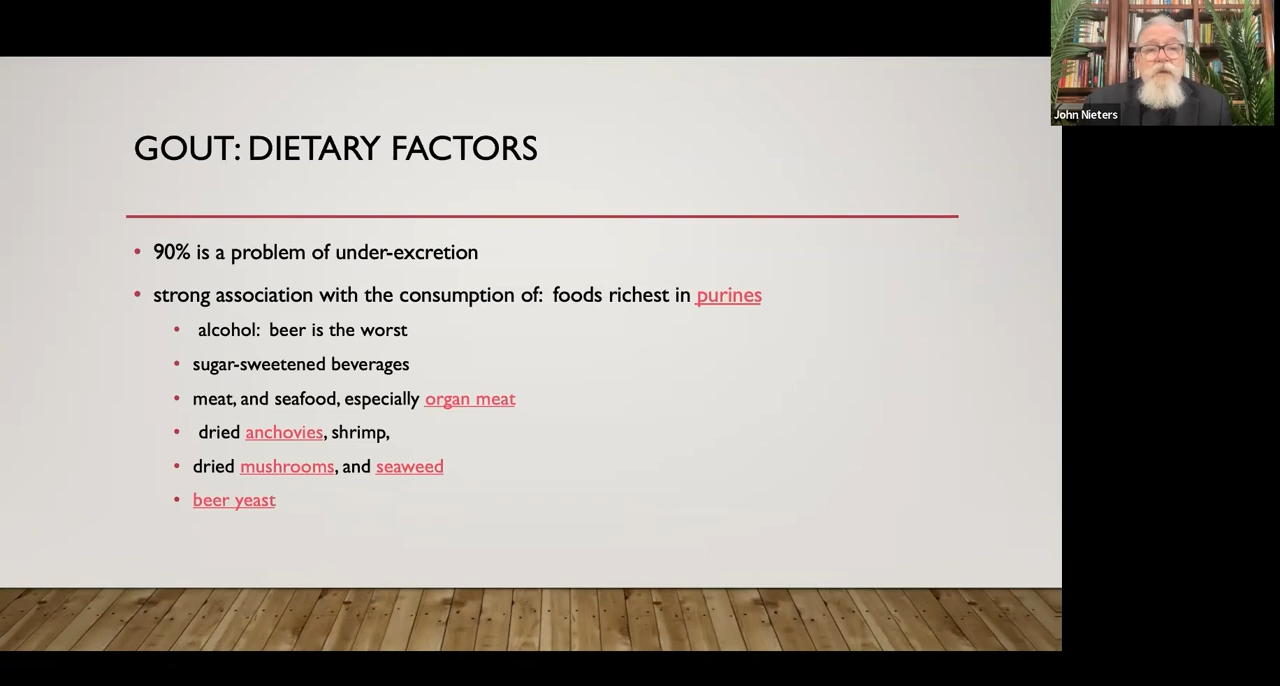 GOUT: DIETARY FACTORS
• 90% is a problem of under-excretion
• strong association with the consumption of: foods richest in purines
• alcohol: beer is the worst
• sugar-sweetened beverages
• meat, and seafood, especially organ meat
• dried anchovies, shrimp,
• dried mushrooms, and seaweed
• beer yeast
John Nieters